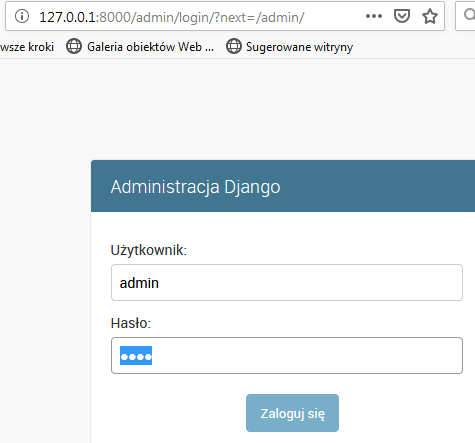 127.0.0.1:8000/admin/login/?next=/admin/
wsze kroki Galeria obiektów Web ... Sugerowane witryny
Administracja Django
Użytkownik:
admin
Hasło:
••••
Zaloguj się